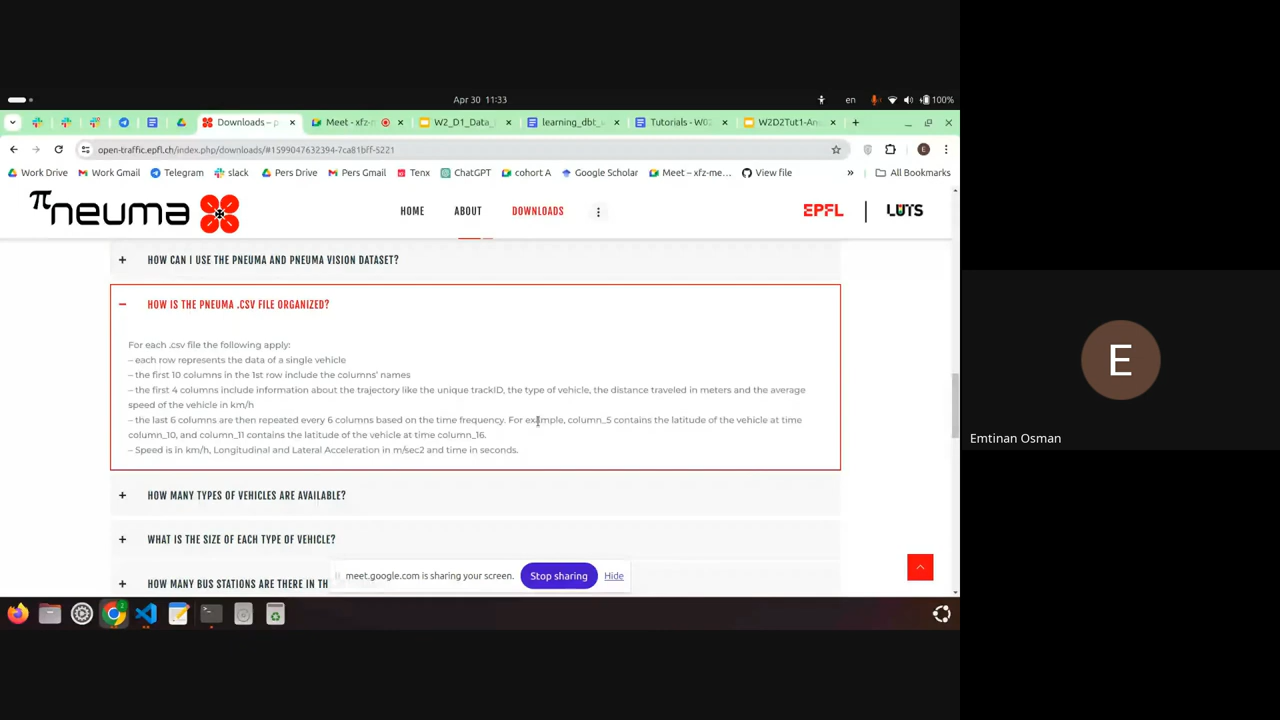 Apr 30 11:33
en
100%
Downloads – p
Meet - xfz-m
W2_D1_Data_
learning_dbt_
Tutorials - W0
W2D2Tut1-An
open-traffic.epfl.ch/index.php/downloads/#1599047632394-7ca81bff-5221
E
Work Drive
Work Gmail
Telegram
slack
Pers Drive
Pers Gmail
Tenx
ChatGPT
cohort A
Google Scholar
Meet – xfz-me...
View file
»
All Bookmarks
πneuma
HOME
ABOUT
DOWNLOADS
EPFL
LUTS
+ HOW CAN I USE THE PNEUMA AND PNEUMA VISION DATASET?
– HOW IS THE PNEUMA .CSV FILE ORGANIZED?
For each .csv file the following apply:
– each row represents the data of a single vehicle
– the first 10 columns in the 1st row include the columns' names
– the first 4 columns include information about the trajectory like the unique trackID, the type of vehicle, the distance traveled in meters and the average
speed of the vehicle in km/h
– the last 6 columns are then repeated every 6 columns based on the time frequency. For example, column_5 contains the latitude of the vehicle at time
column_10, and column_11 contains the latitude of the vehicle at time column_16.
– Speed is in km/h, Longitudinal and Lateral Acceleration in m/sec2 and time in seconds.
+ HOW MANY TYPES OF VEHICLES ARE AVAILABLE?
+ WHAT IS THE SIZE OF EACH TYPE OF VEHICLE?
+ HOW MANY BUS STATIONS ARE THERE IN TH
meet.google.com is sharing your screen.
Stop sharing
Hide
E
Emtinan Osman